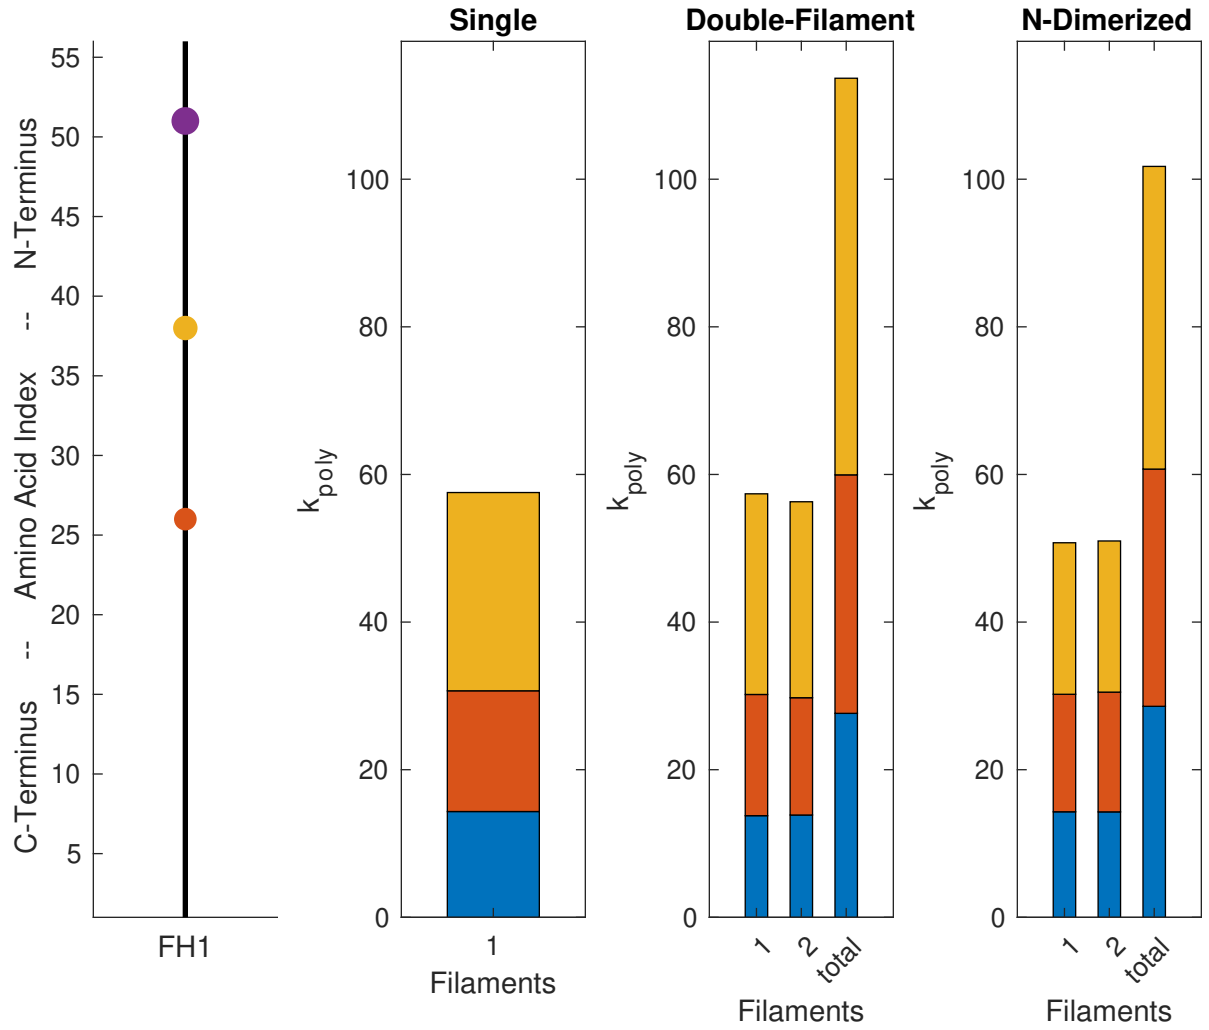 Single
Double-Filament
N-Dimerized
C-Terminus -- Amino Acid Index -- N-Terminus
55
50
45
40
35
30
25
20
15
10
5
FH1
k_poly
100
80
60
40
20
0
1
Filaments
k_poly
100
80
60
40
20
0
1
2
total
Filaments
k_poly
100
80
60
40
20
0
1
2
total
Filaments